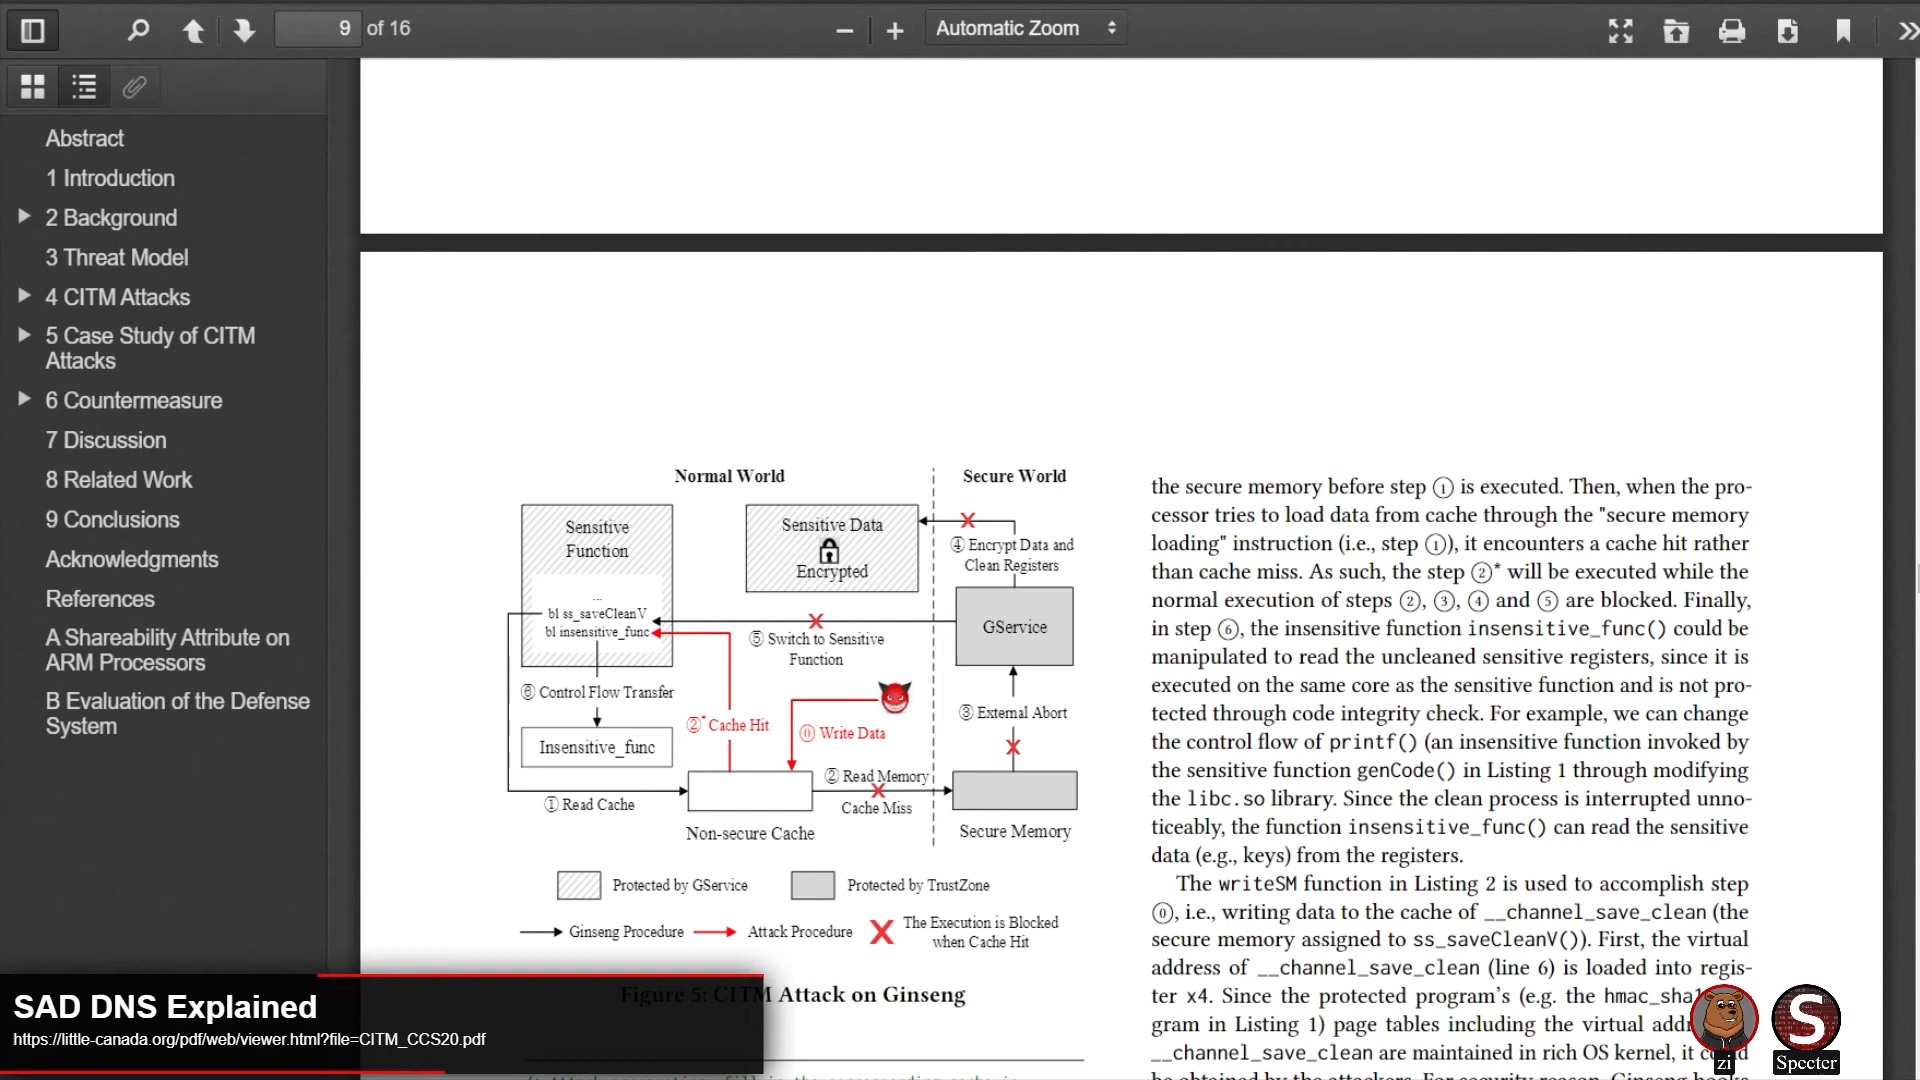 9 of 16
Automatic Zoom
Abstract
1 Introduction
2 Background
3 Threat Model
4 CITM Attacks
5 Case Study of CITM
Attacks
6 Countermeasure
7 Discussion
8 Related Work
9 Conclusions
Acknowledgments
References
A Shareability Attribute on
ARM Processors
B Evaluation of the Defense
System
Normal World
Secure World
Sensitive
Function
...
bl ss_saveCleanV
bl insensitive_func
Sensitive Data
Encrypted
④ Encrypt Data and
Clean Registers
GService
⑤ Switch to Sensitive
Function
⑥ Control Flow Transfer
②* Cache Hit
⓪ Write Data
③ External Abort
Insensitive_func
① Read Cache
② Read Memory
Cache Miss
Non-secure Cache
Secure Memory
Protected by GService
Protected by TrustZone
Ginseng Procedure
Attack Procedure
The Execution is Blocked
when Cache Hit
Figure 5: CITM Attack on Ginseng
the secure memory before step ① is executed. Then, when the pro-
cessor tries to load data from cache through the "secure memory
loading" instruction (i.e., step ①), it encounters a cache hit rather
than cache miss. As such, the step ②* will be executed while the
normal execution of steps ②, ③, ④ and ⑤ are blocked. Finally,
in step ⑥, the insensitive function insensitive_func() could be
manipulated to read the uncleaned sensitive registers, since it is
executed on the same core as the sensitive function and is not pro-
tected through code integrity check. For example, we can change
the control flow of printf() (an insensitive function invoked by
the sensitive function genCode() in Listing 1 through modifying
the libc.so library. Since the clean process is interrupted unno-
ticeably, the function insensitive_func() can read the sensitive
data (e.g., keys) from the registers.
The writeSM function in Listing 2 is used to accomplish step
⓪, i.e., writing data to the cache of __channel_save_clean (the
secure memory assigned to ss_saveCleanV()). First, the virtual
address of __channel_save_clean (line 6) is loaded into regis-
ter x4. Since the protected program's (e.g. the
gram in Listing 1) page tables including the virtual
__channel_save_clean are maintained in rich OS kernel, it
SAD DNS Explained
https://little-canada.org/pdf/web/viewer.html?file=CITM_CCS20.pdf
zi
S
Specter